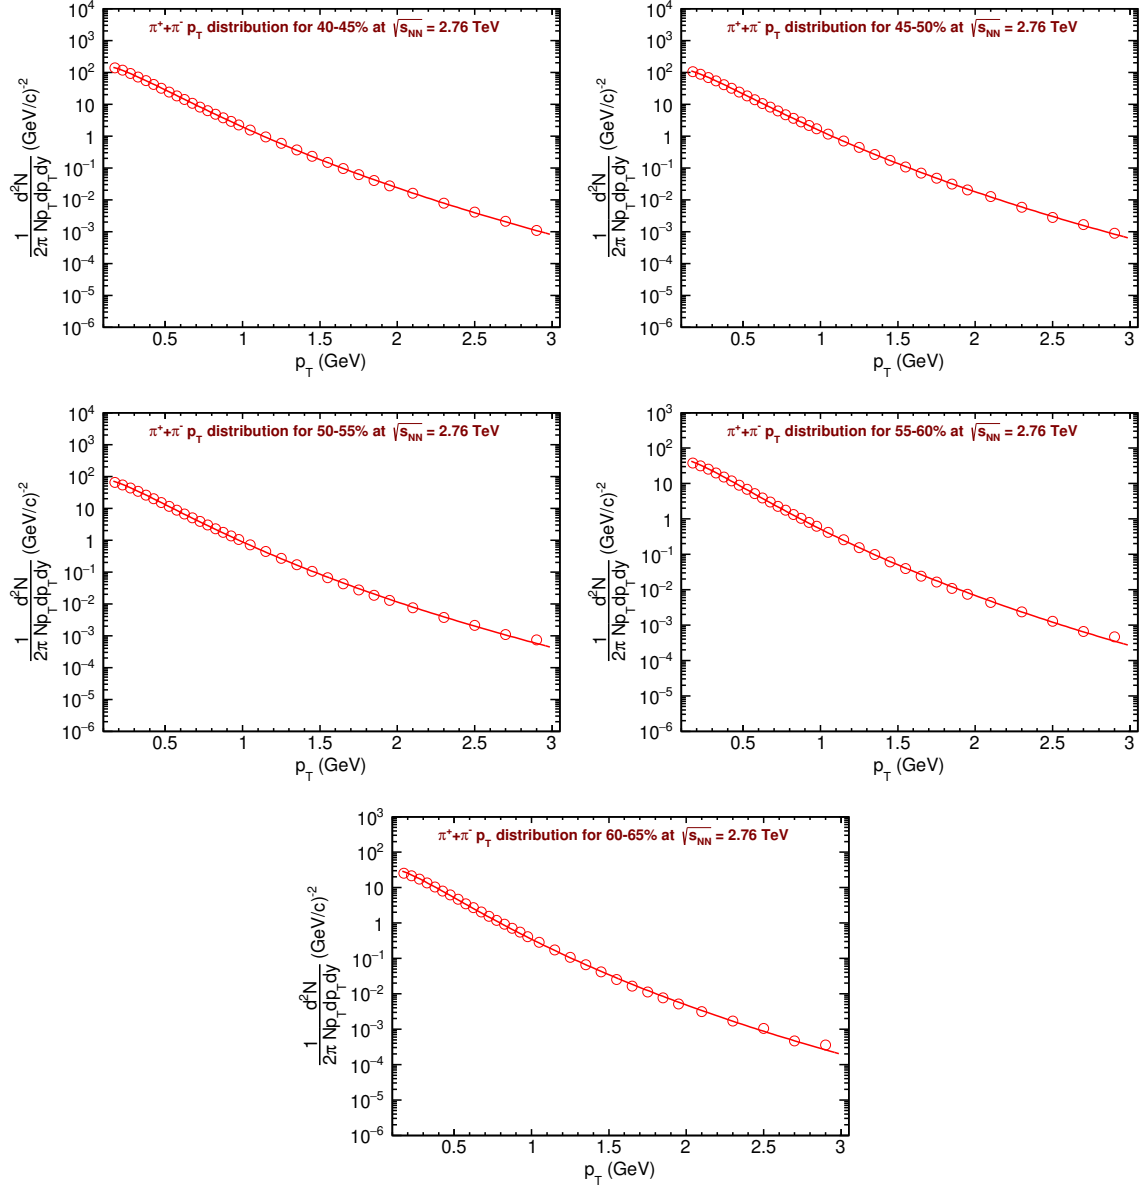 π⁺+π⁻ p_T distribution for 40-45% at √s_NN = 2.76 TeV
10⁴
10³
10²
10
1
10⁻¹
10⁻²
10⁻³
10⁻⁴
10⁻⁵
10⁻⁶
1 d²N
2π Np_T dp_T dy (GeV/c)⁻²
0.5 1 1.5 2 2.5 3
p_T (GeV)
π⁺+π⁻ p_T distribution for 45-50% at √s_NN = 2.76 TeV
10⁴
10³
10²
10
1
10⁻¹
10⁻²
10⁻³
10⁻⁴
10⁻⁵
10⁻⁶
1 d²N
2π Np_T dp_T dy (GeV/c)⁻²
0.5 1 1.5 2 2.5 3
p_T (GeV)
π⁺+π⁻ p_T distribution for 50-55% at √s_NN = 2.76 TeV
10⁴
10³
10²
10
1
10⁻¹
10⁻²
10⁻³
10⁻⁴
10⁻⁵
10⁻⁶
1 d²N
2π Np_T dp_T dy (GeV/c)⁻²
0.5 1 1.5 2 2.5 3
p_T (GeV)
π⁺+π⁻ p_T distribution for 55-60% at √s_NN = 2.76 TeV
10³
10²
10
1
10⁻¹
10⁻²
10⁻³
10⁻⁴
10⁻⁵
10⁻⁶
1 d²N
2π Np_T dp_T dy (GeV/c)⁻²
0.5 1 1.5 2 2.5 3
p_T (GeV)
π⁺+π⁻ p_T distribution for 60-65% at √s_NN = 2.76 TeV
10³
10²
10
1
10⁻¹
10⁻²
10⁻³
10⁻⁴
10⁻⁵
10⁻⁶
1 d²N
2π Np_T dp_T dy (GeV/c)⁻²
0.5 1 1.5 2 2.5 3
p_T (GeV)